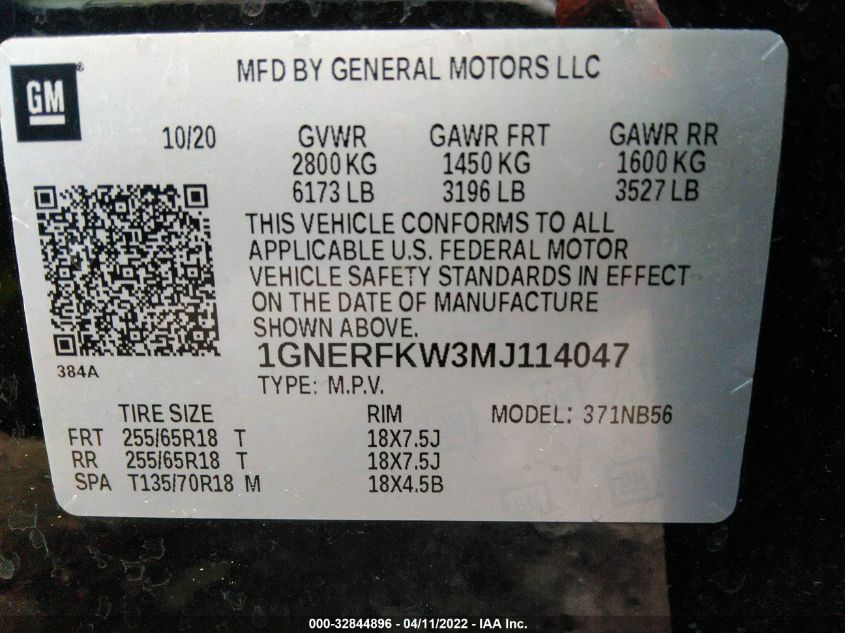 GM®
MFD BY GENERAL MOTORS LLC
10/20 GVWR GAWR FRT GAWR RR
2800 KG 1450 KG 1600 KG
6173 LB 3196 LB 3527 LB
THIS VEHICLE CONFORMS TO ALL
APPLICABLE U.S. FEDERAL MOTOR
VEHICLE SAFETY STANDARDS IN EFFECT
ON THE DATE OF MANUFACTURE
SHOWN ABOVE.
1GNERFKW3MJ114047
384A
TYPE: M.P.V.
TIRE SIZE RIM MODEL: 371NB56
FRT 255/65R18 T 18X7.5J
RR 255/65R18 T 18X7.5J
SPA T135/70R18 M 18X4.5B
000-32844896 - 04/11/2022 - IAA Inc.